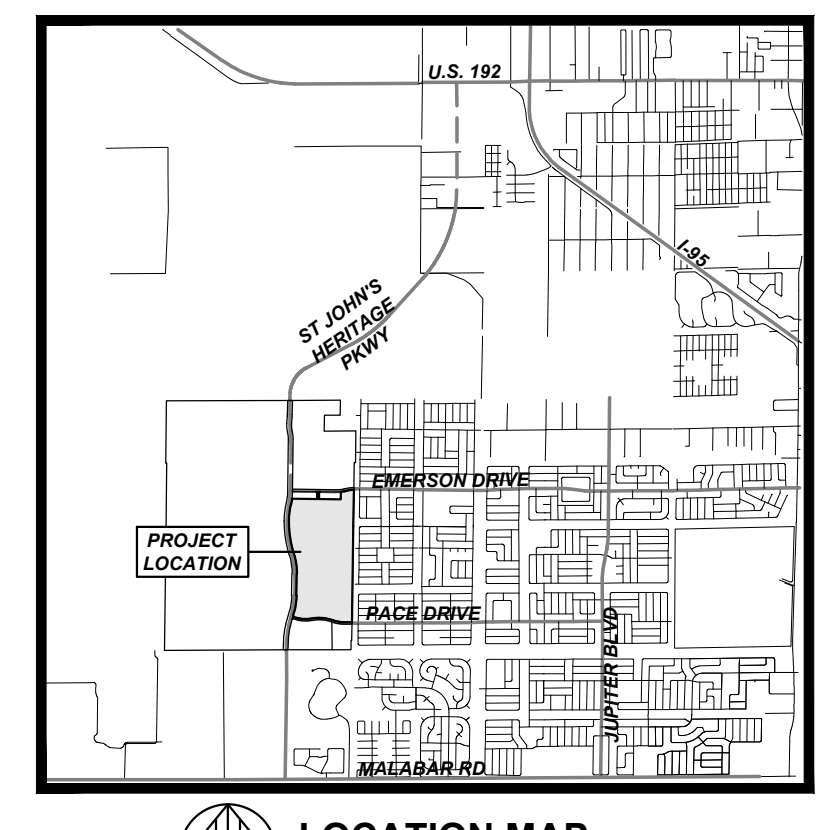 U.S. 192
I-95
ST JOHN'S
HERITAGE
PKWY
EMERSON DRIVE
PROJECT
LOCATION
PACE DRIVE
JUPITER BLVD
MALABAR RD
LOCATION MAP